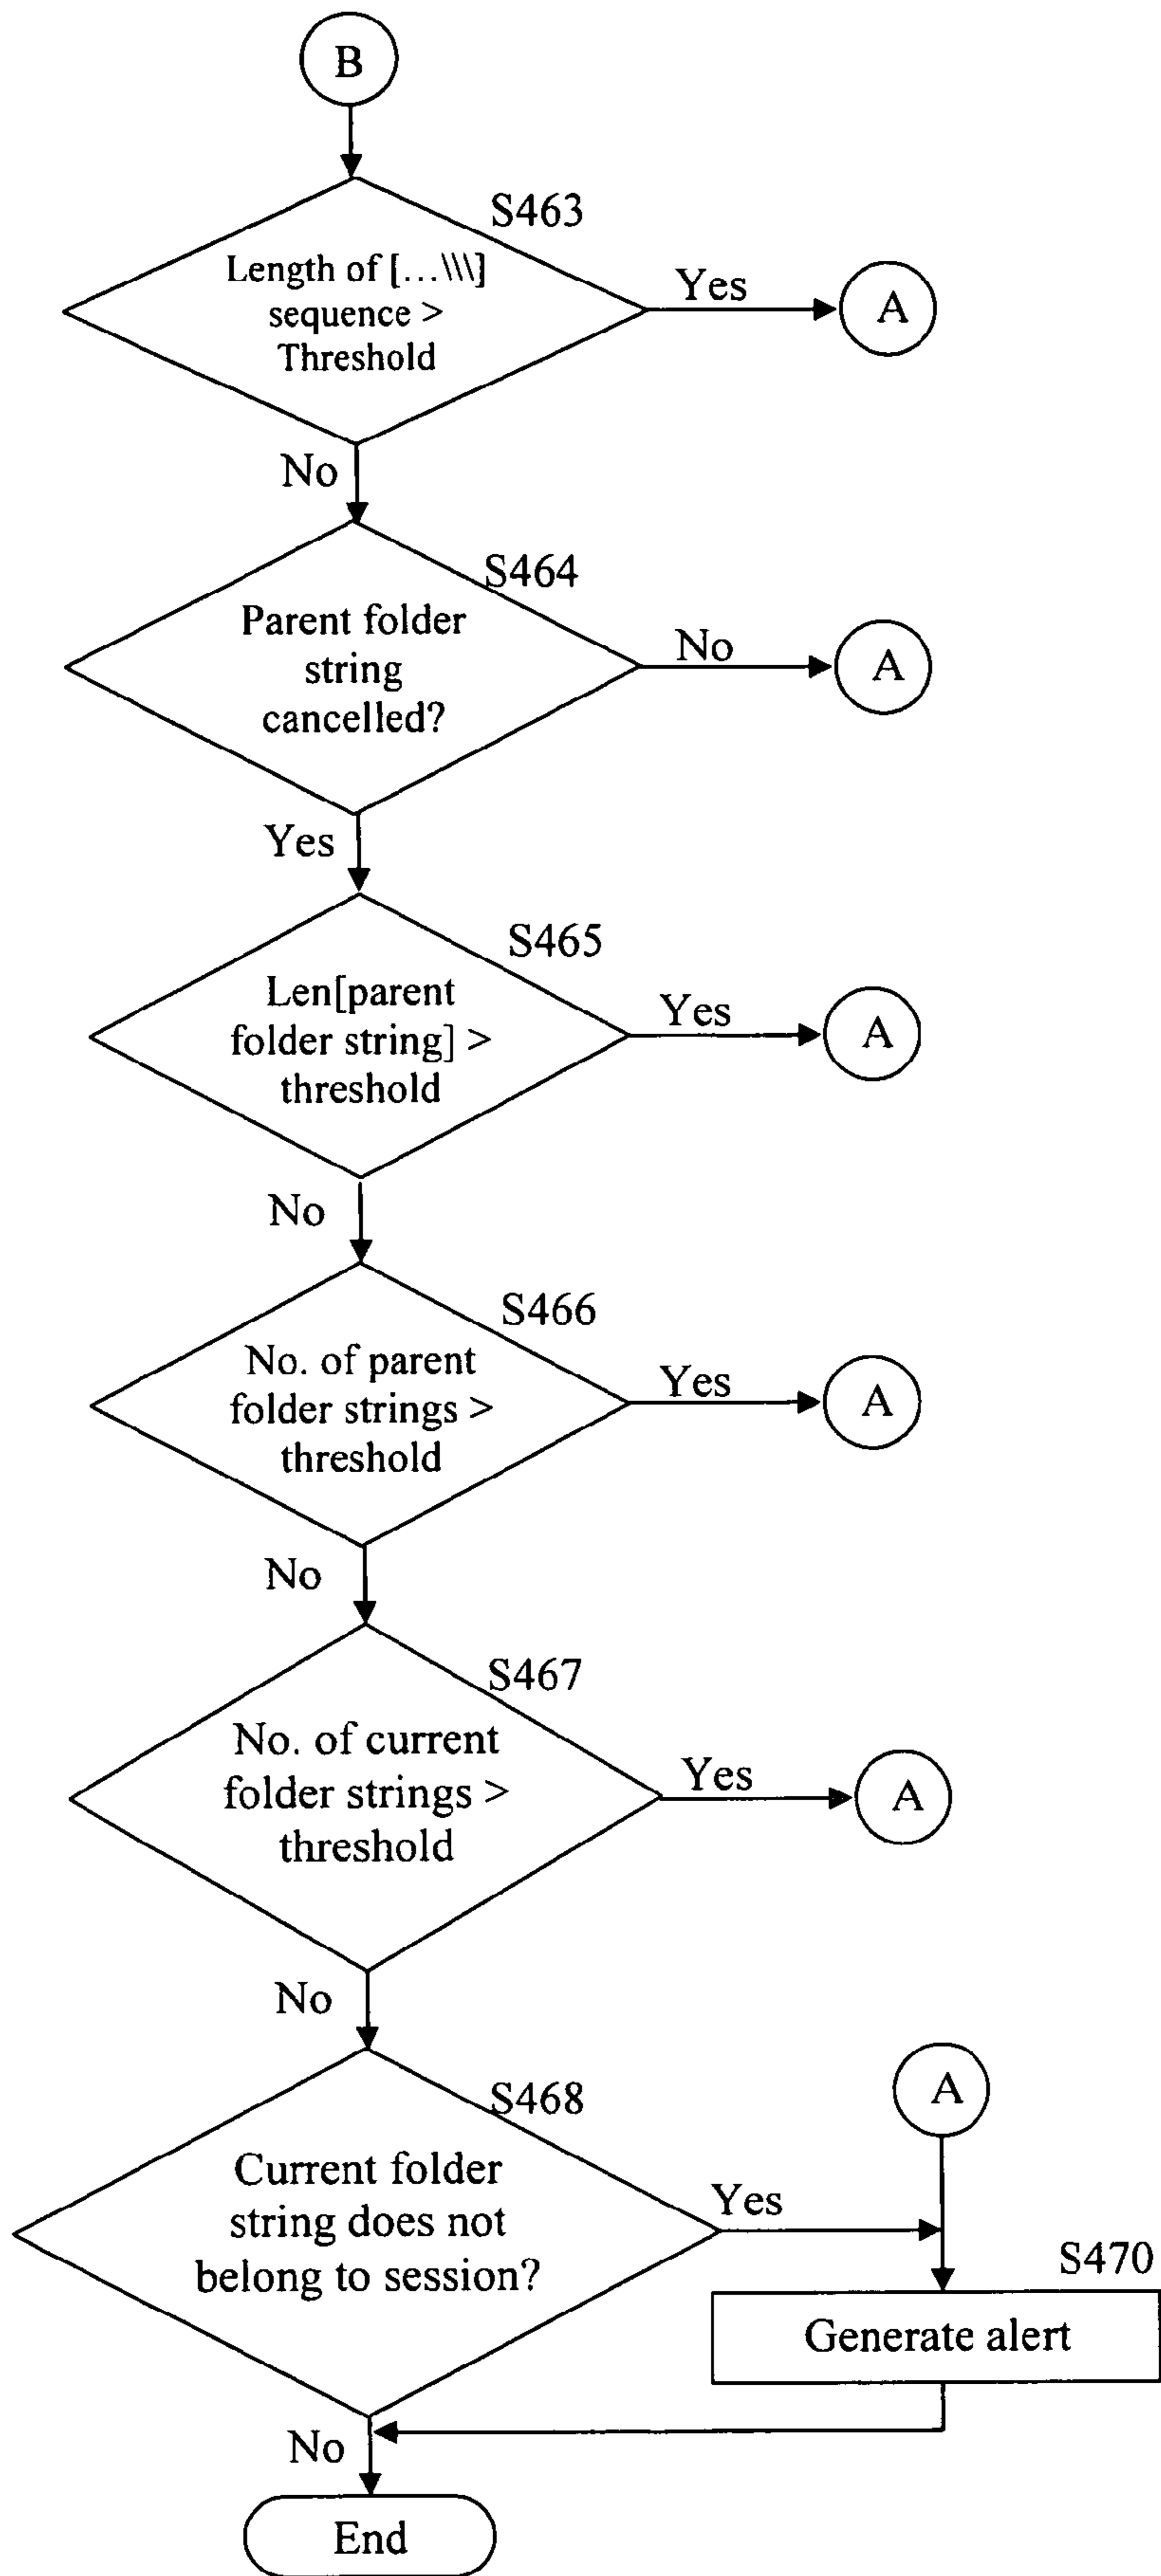 B
S463
Length of [...\\\]
sequence >
Threshold
Yes
A
No
S464
Parent folder
string
cancelled?
No
A
Yes
S465
Len[parent
folder string] >
threshold
Yes
A
No
S466
No. of parent
folder strings >
threshold
Yes
A
No
S467
No. of current
folder strings >
threshold
Yes
A
No
A
S468
Current folder
string does not
belong to session?
Yes
S470
Generate alert
No
End